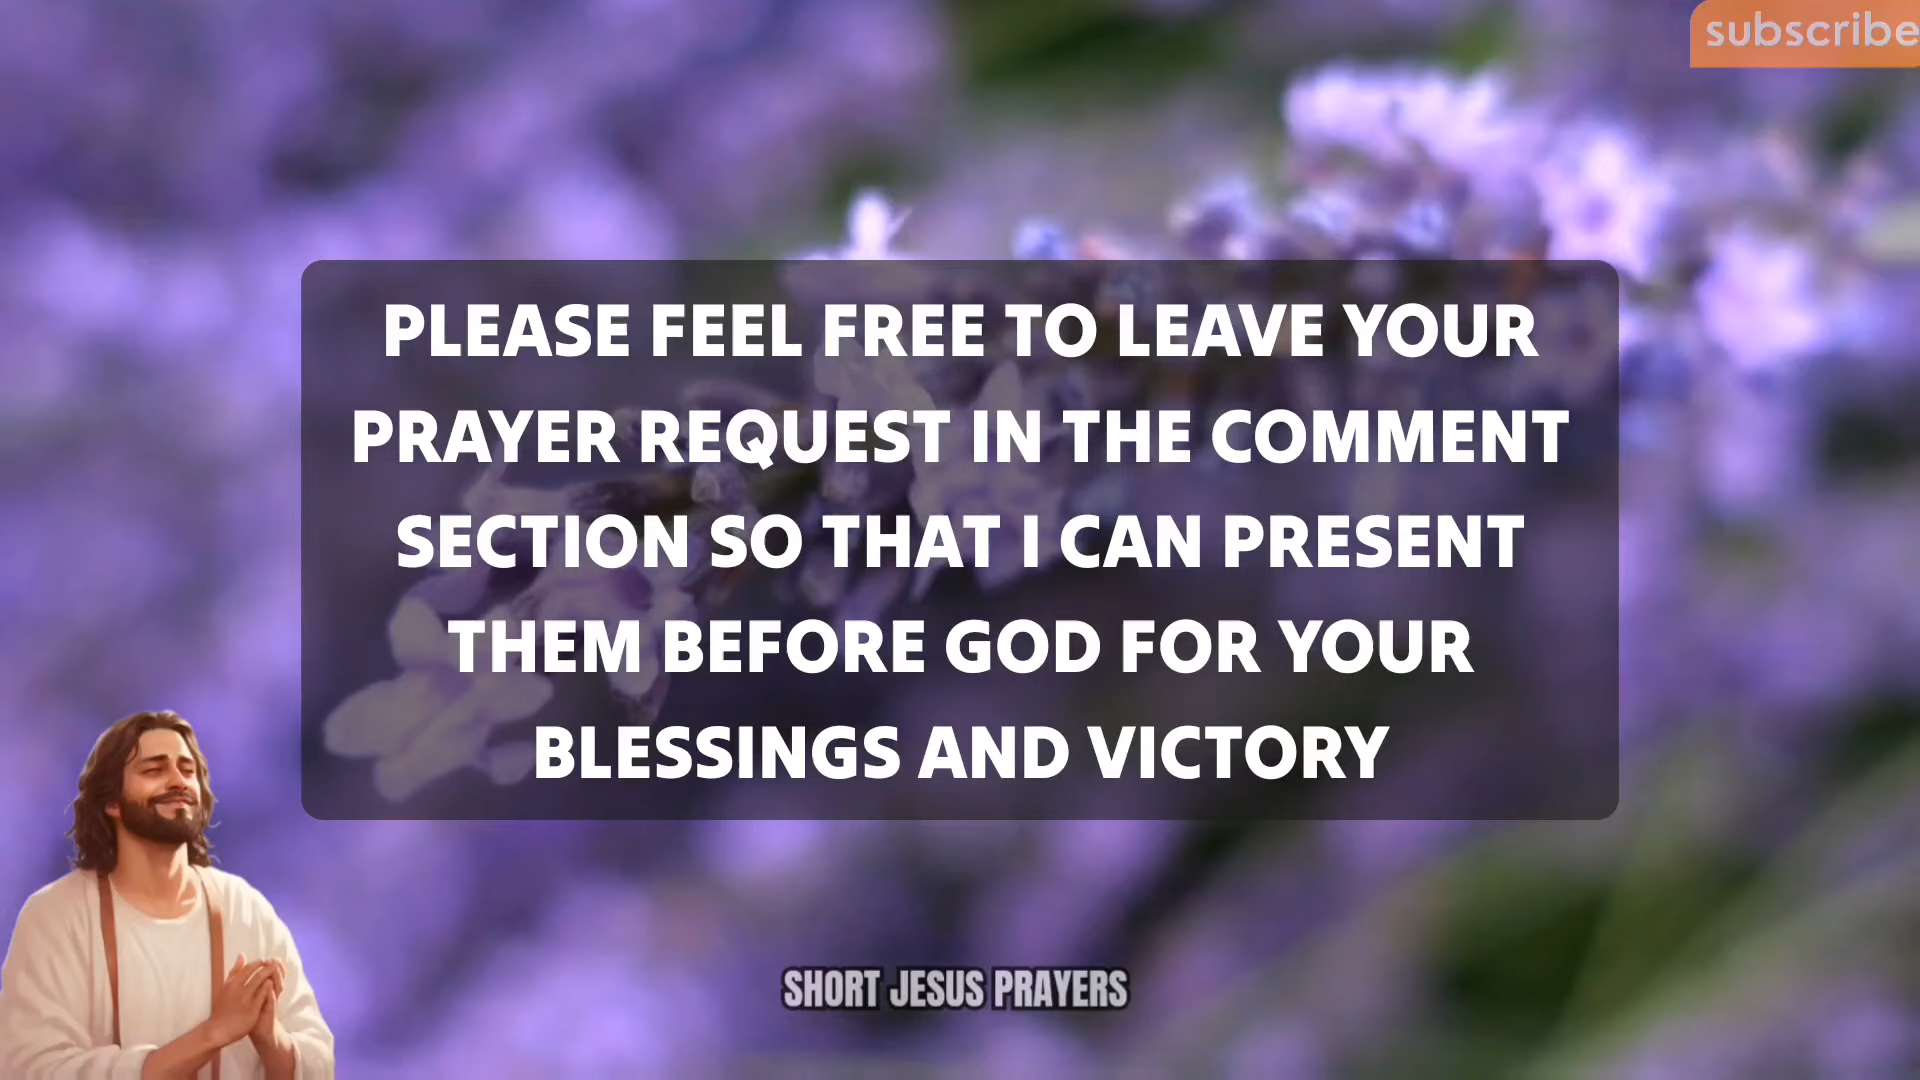 subscribe
PLEASE FEEL FREE TO LEAVE YOUR
PRAYER REQUEST IN THE COMMENT
SECTION SO THAT I CAN PRESENT
THEM BEFORE GOD FOR YOUR
BLESSINGS AND VICTORY
SHORT JESUS PRAYERS